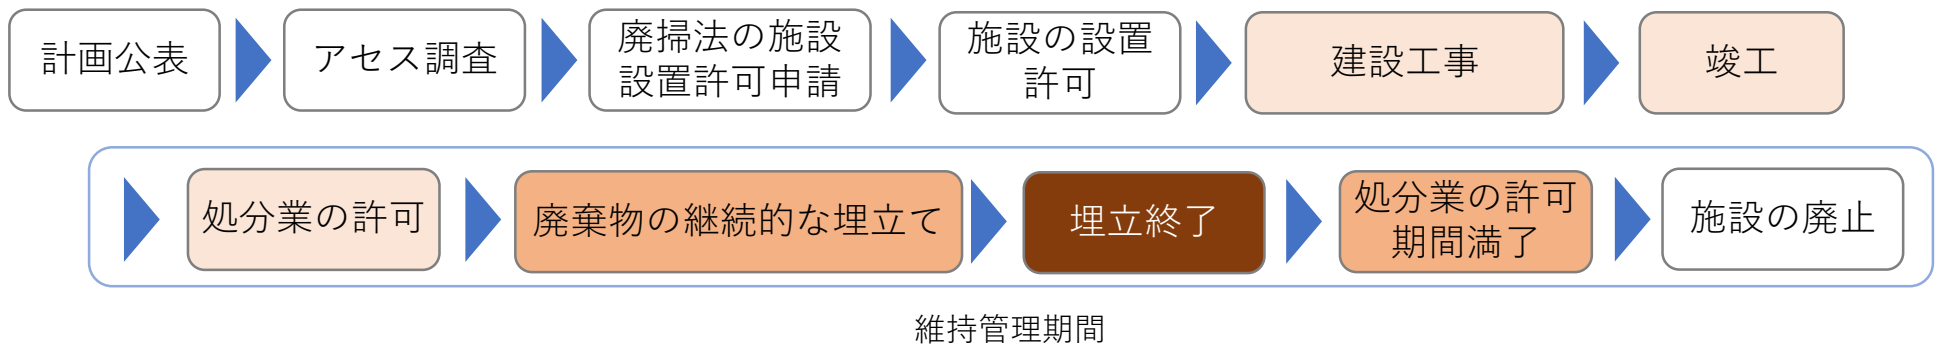 計画公表
アセス調査
廃掃法の施設
設置許可申請
施設の設置
許可
建設工事
竣工
処分業の許可
廃棄物の継続的な埋立て
埋立終了
処分業の許可
期間満了
施設の廃止
維持管理期間